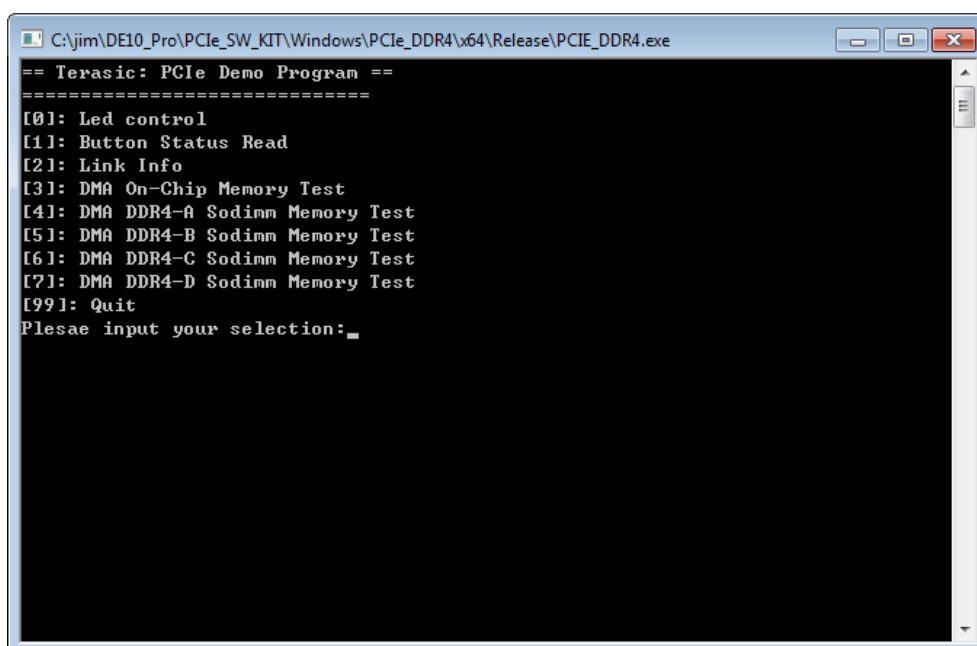 C:\jim\DE10_Pro\PCIe_SW_KIT\Windows\PCIe_DDR4\x64\Release\PCIE_DDR4.exe
== Terasic: PCIe Demo Program ==
==============================
[0]: Led control
[1]: Button Status Read
[2]: Link Info
[3]: DMA On-Chip Memory Test
[4]: DMA DDR4-A Sodimm Memory Test
[5]: DMA DDR4-B Sodimm Memory Test
[6]: DMA DDR4-C Sodimm Memory Test
[7]: DMA DDR4-D Sodimm Memory Test
[99]: Quit
Plesae input your selection: